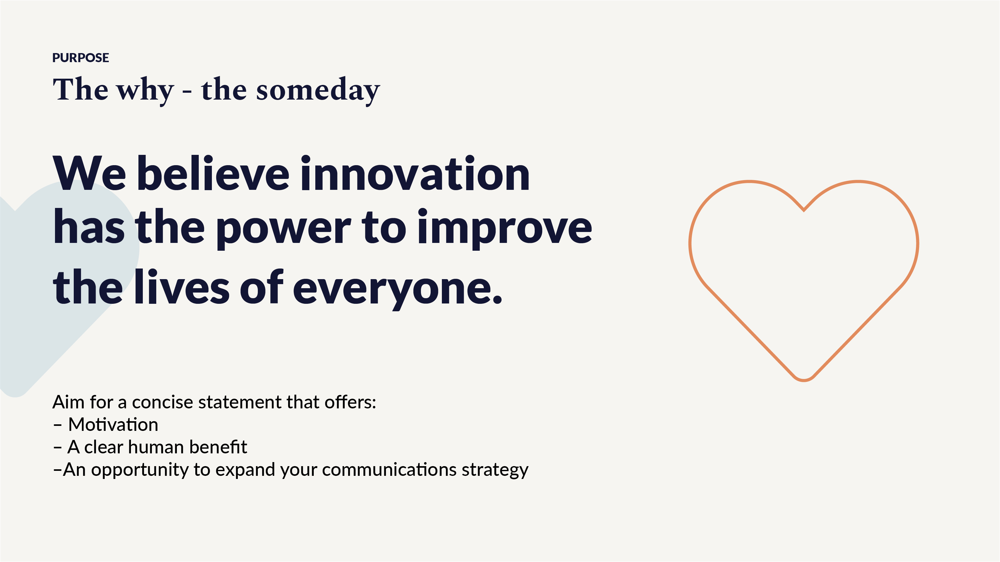 PURPOSE
The why - the someday
We believe innovation
has the power to improve
the lives of everyone.
Aim for a concise statement that offers:
– Motivation
– A clear human benefit
–An opportunity to expand your communications strategy